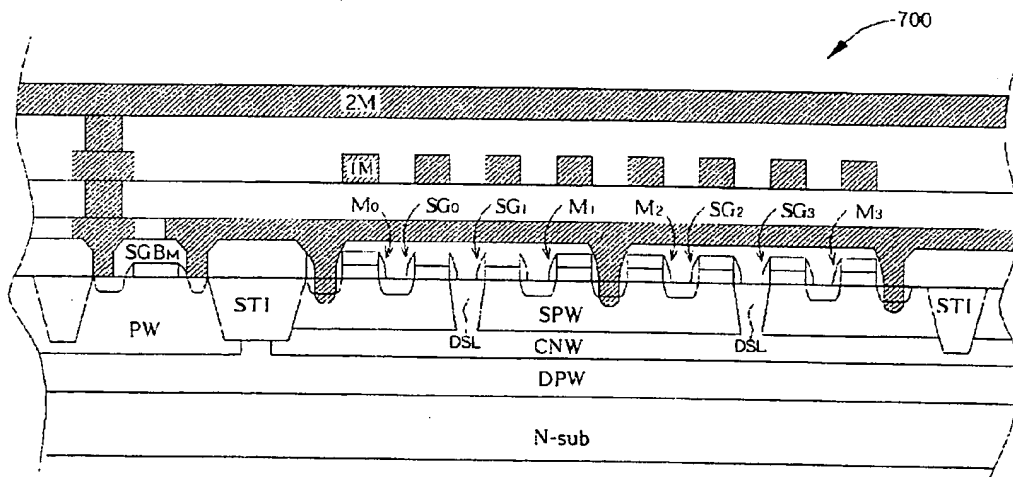 700
2M
1M
M0 SG0 SG1 M1 M2 SG2 SG3 M3
SGBM
STI SPW STI
PW DSL CNW DSL
DPW
N-sub